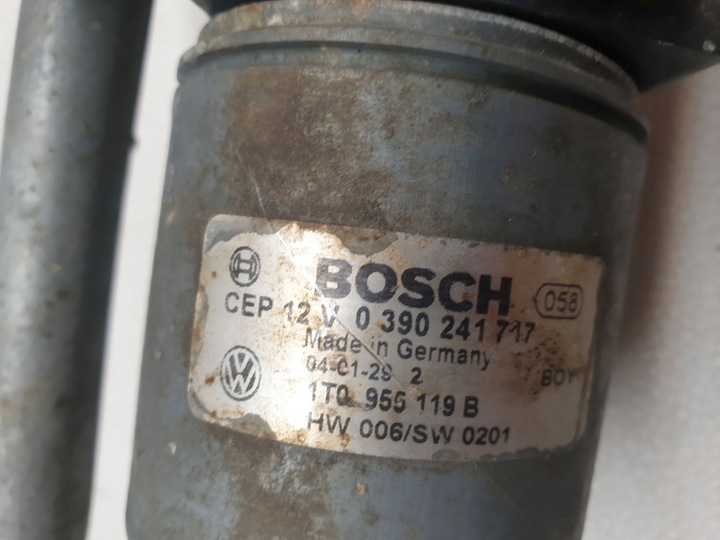 BOSCH
058
CEP 12 V 0 390 241 717
Made in Germany
04-01-28 2
BOY
1T0 955 119 B
HW 006/SW 0201